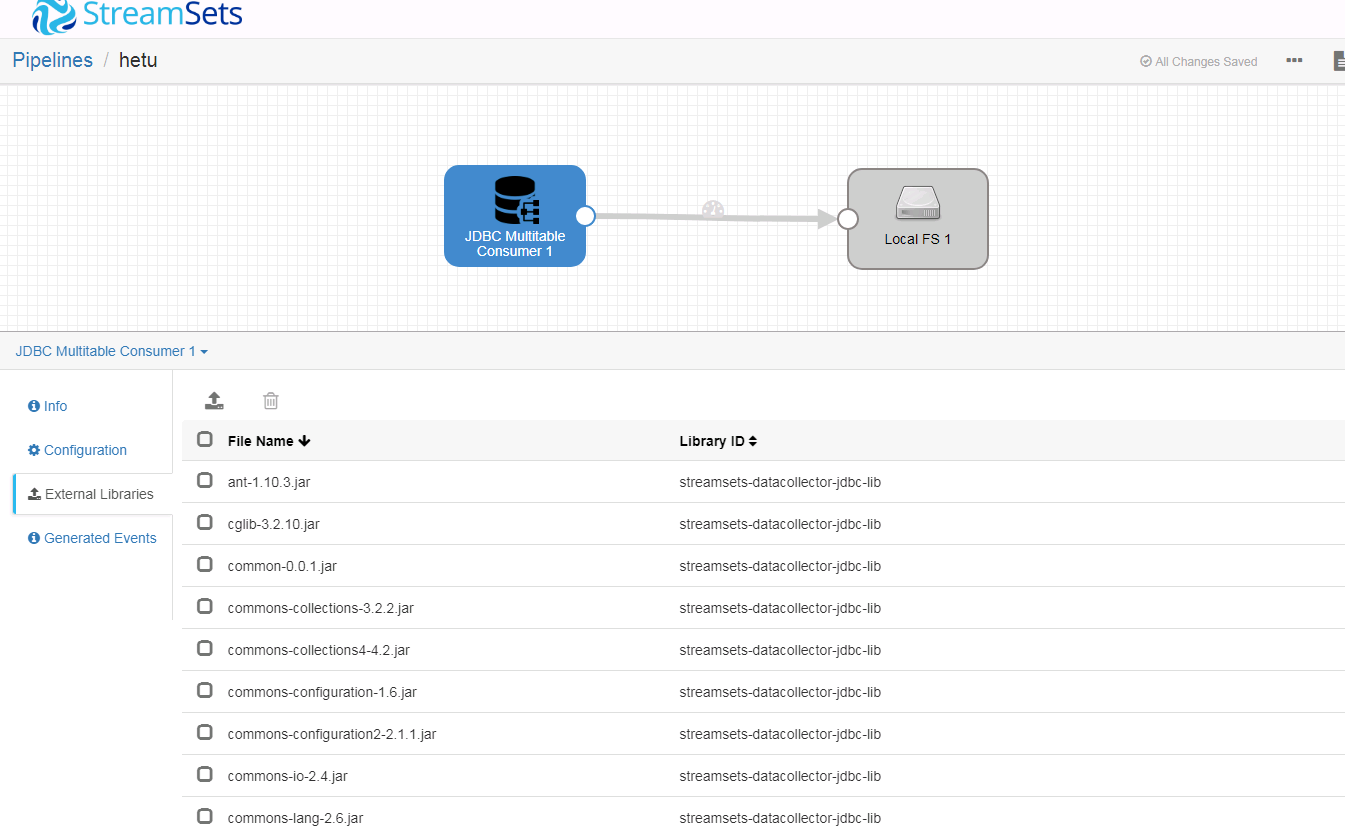 StreamSets
Pipelines / hetu
All Changes Saved
JDBC Multitable
Consumer 1
Local FS 1
JDBC Multitable Consumer 1
Info
Configuration
External Libraries
Generated Events
File Name Library ID
ant-1.10.3.jar streamsets-datacollector-jdbc-lib
cglib-3.2.10.jar streamsets-datacollector-jdbc-lib
common-0.0.1.jar streamsets-datacollector-jdbc-lib
commons-collections-3.2.2.jar streamsets-datacollector-jdbc-lib
commons-collections4-4.2.jar streamsets-datacollector-jdbc-lib
commons-configuration-1.6.jar streamsets-datacollector-jdbc-lib
commons-configuration2-2.1.1.jar streamsets-datacollector-jdbc-lib
commons-io-2.4.jar streamsets-datacollector-jdbc-lib
commons-lang-2.6.jar streamsets-datacollector-jdbc-lib